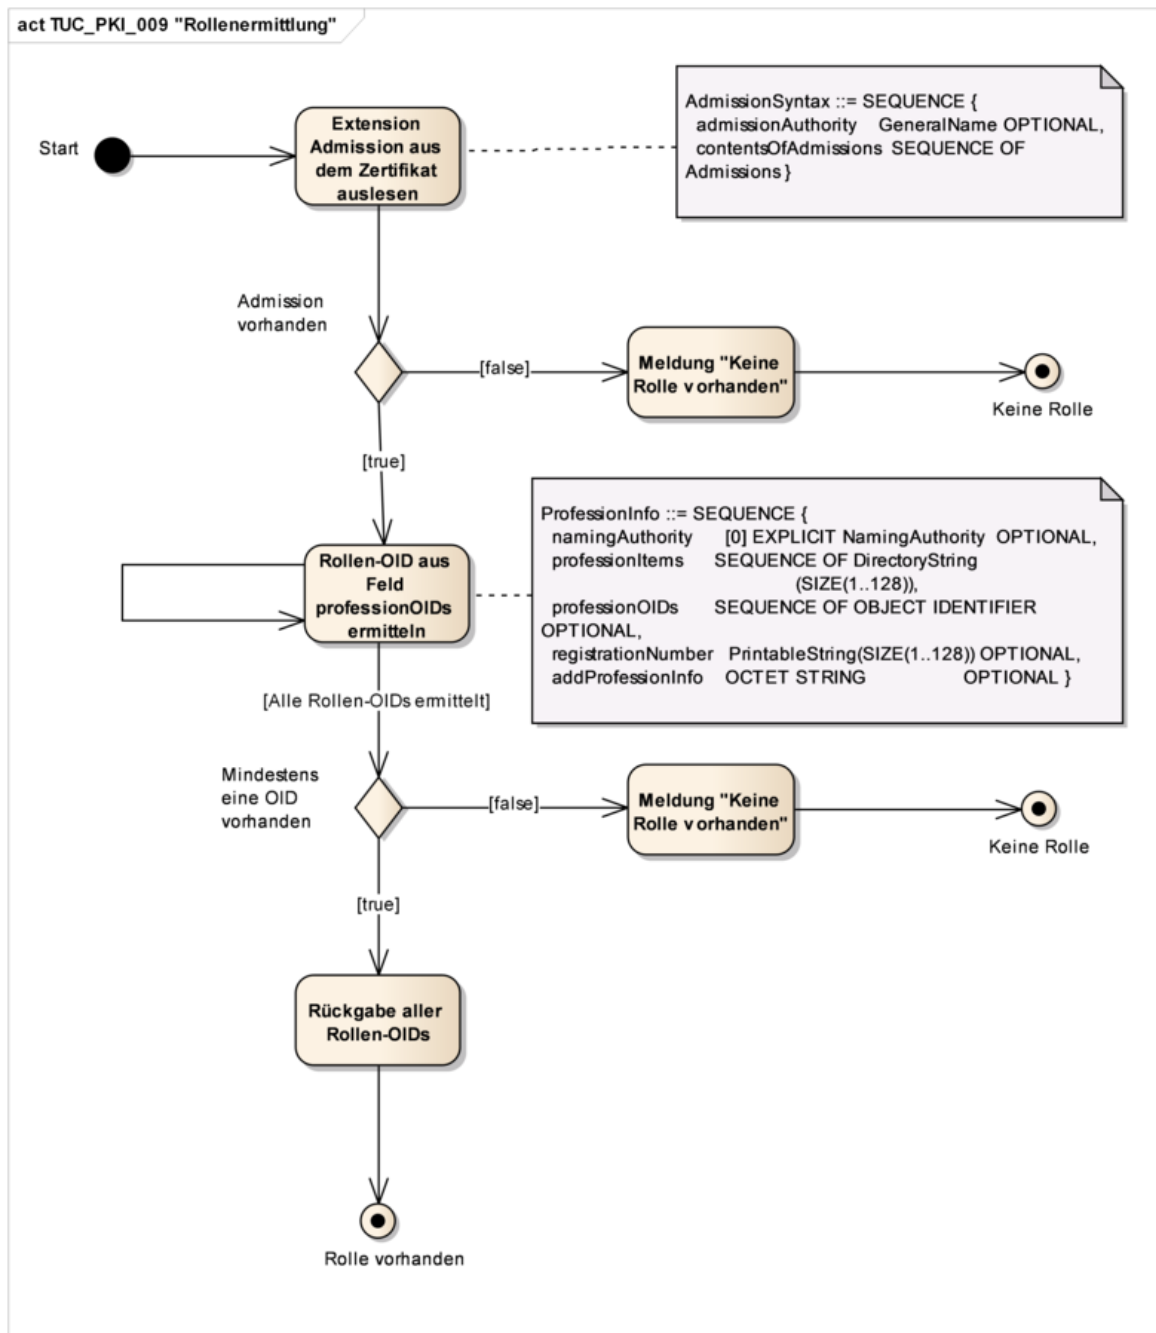 act TUC_PKI_009 "Rollenermittlung"
Start
Extension
Admission aus
dem Zertifikat
auslesen
AdmissionSyntax ::= SEQUENCE {
admissionAuthority GeneralName OPTIONAL,
contentsOfAdmissions SEQUENCE OF
Admissions }
Admission
vorhanden
[false]
Meldung "Keine
Rolle vorhanden"
Keine Rolle
[true]
Rollen-OID aus
Feld
professionOIDs
ermitteln
ProfessionInfo ::= SEQUENCE {
namingAuthority [0] EXPLICIT NamingAuthority OPTIONAL,
professionItems SEQUENCE OF DirectoryString
(SIZE(1..128)),
professionOIDs SEQUENCE OF OBJECT IDENTIFIER
OPTIONAL,
registrationNumber PrintableString(SIZE(1..128)) OPTIONAL,
addProfessionInfo OCTET STRING OPTIONAL }
[Alle Rollen-OIDs ermittelt]
Mindestens
eine OID
vorhanden
[false]
Meldung "Keine
Rolle vorhanden"
Keine Rolle
[true]
Rückgabe aller
Rollen-OIDs
Rolle vorhanden